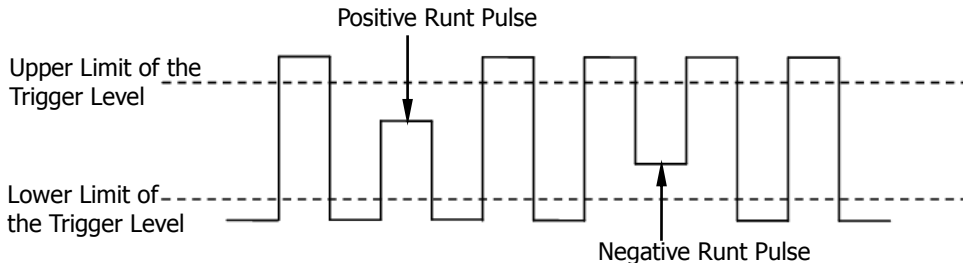 Positive Runt Pulse
Upper Limit of the
Trigger Level
Lower Limit of
the Trigger Level
Negative Runt Pulse